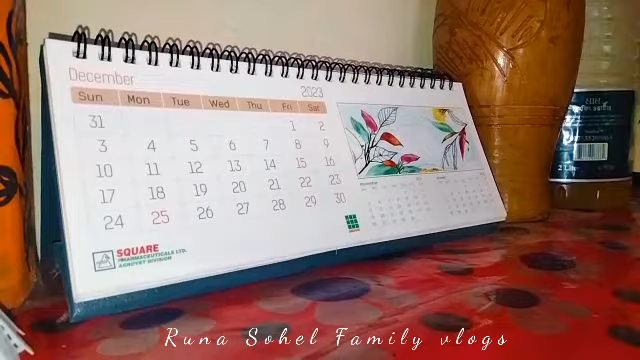 December
2023
Sun Mon Tue Wed Thu Fri Sat
31 1 2
3 4 5 6 7 8 9
10 11 12 13 14 15 16
17 18 19 20 21 22 23
24 25 26 27 28 29 30
SQUARE
PHARMACEUTICALS LTD.
AGROVET DIVISION
Runa Sohel Family vlogs